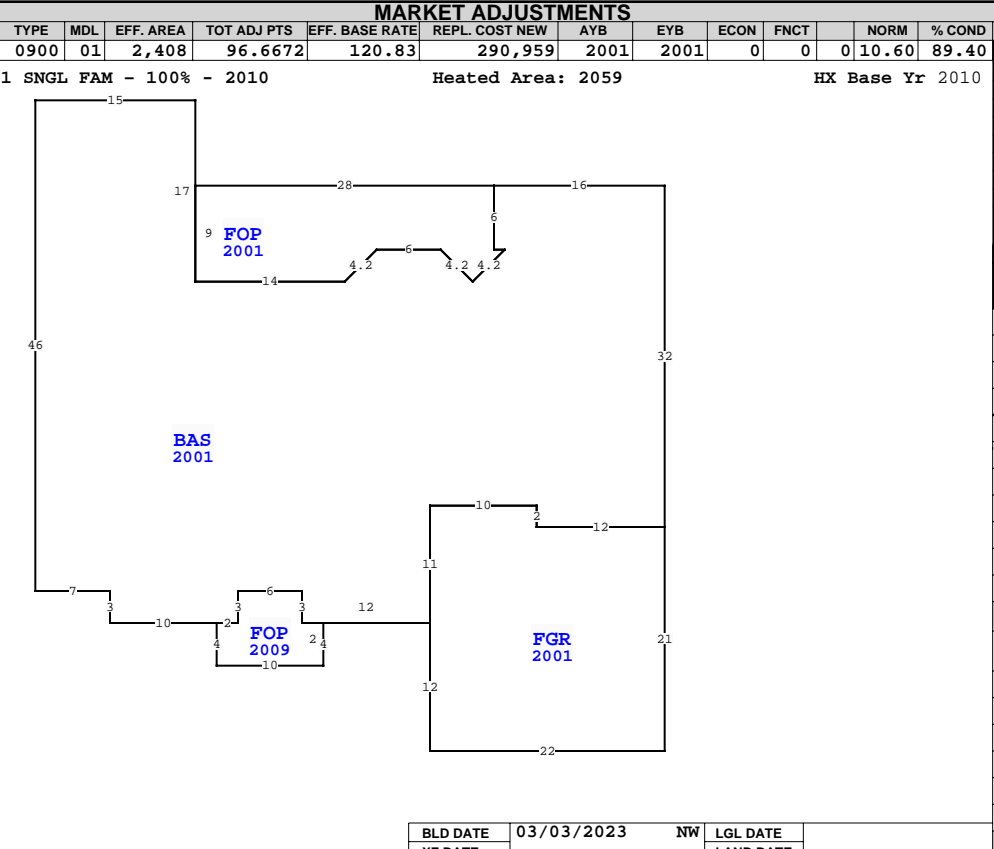 MARKET ADJUSTMENTS
TYPE MDL EFF. AREA TOT ADJ PTS EFF. BASE RATE REPL. COST NEW AYB EYB ECON FNCT NORM % COND
0900 01 2,408 96.6672 120.83 290,959 2001 2001 0 0 0 10.60 89.40
1 SNGL FAM – 100% - 2010 Heated Area: 2059 HX Base Yr 2010
15
28 16
17
6
9 FOP
2001
6
4.2 4.2 4.2
14
46
32
BAS
2001
10
2
12
11
7 6
3 3 3 12
10 2
FOP
2009
4 2 4
10
FGR
2001
21
12
22
BLD DATE 03/03/2023 NW LGL DATE
XF DATE LAND DATE